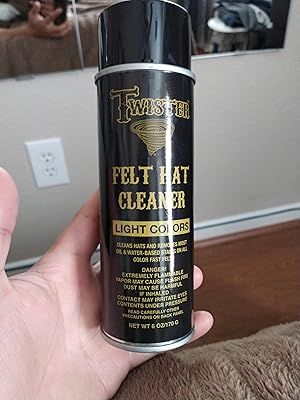 TWISTER
FELT HAT
CLEANER
LIGHT COLORS
CLEANS HATS AND REMOVES MOST
OIL & WATER-BASED STAINS ON ALL
COLOR FAST FELT
DANGER!
EXTREMELY FLAMMABLE
VAPOR MAY CAUSE FLASH FIRE
DUST MAY BE HARMFUL
IF INHALED
CONTACT MAY IRRITATE EYES
CONTENTS UNDER PRESSURE
READ CAREFULLY OTHER
PRECAUTIONS ON BACK PANEL
NET WT 6 OZ/170 G